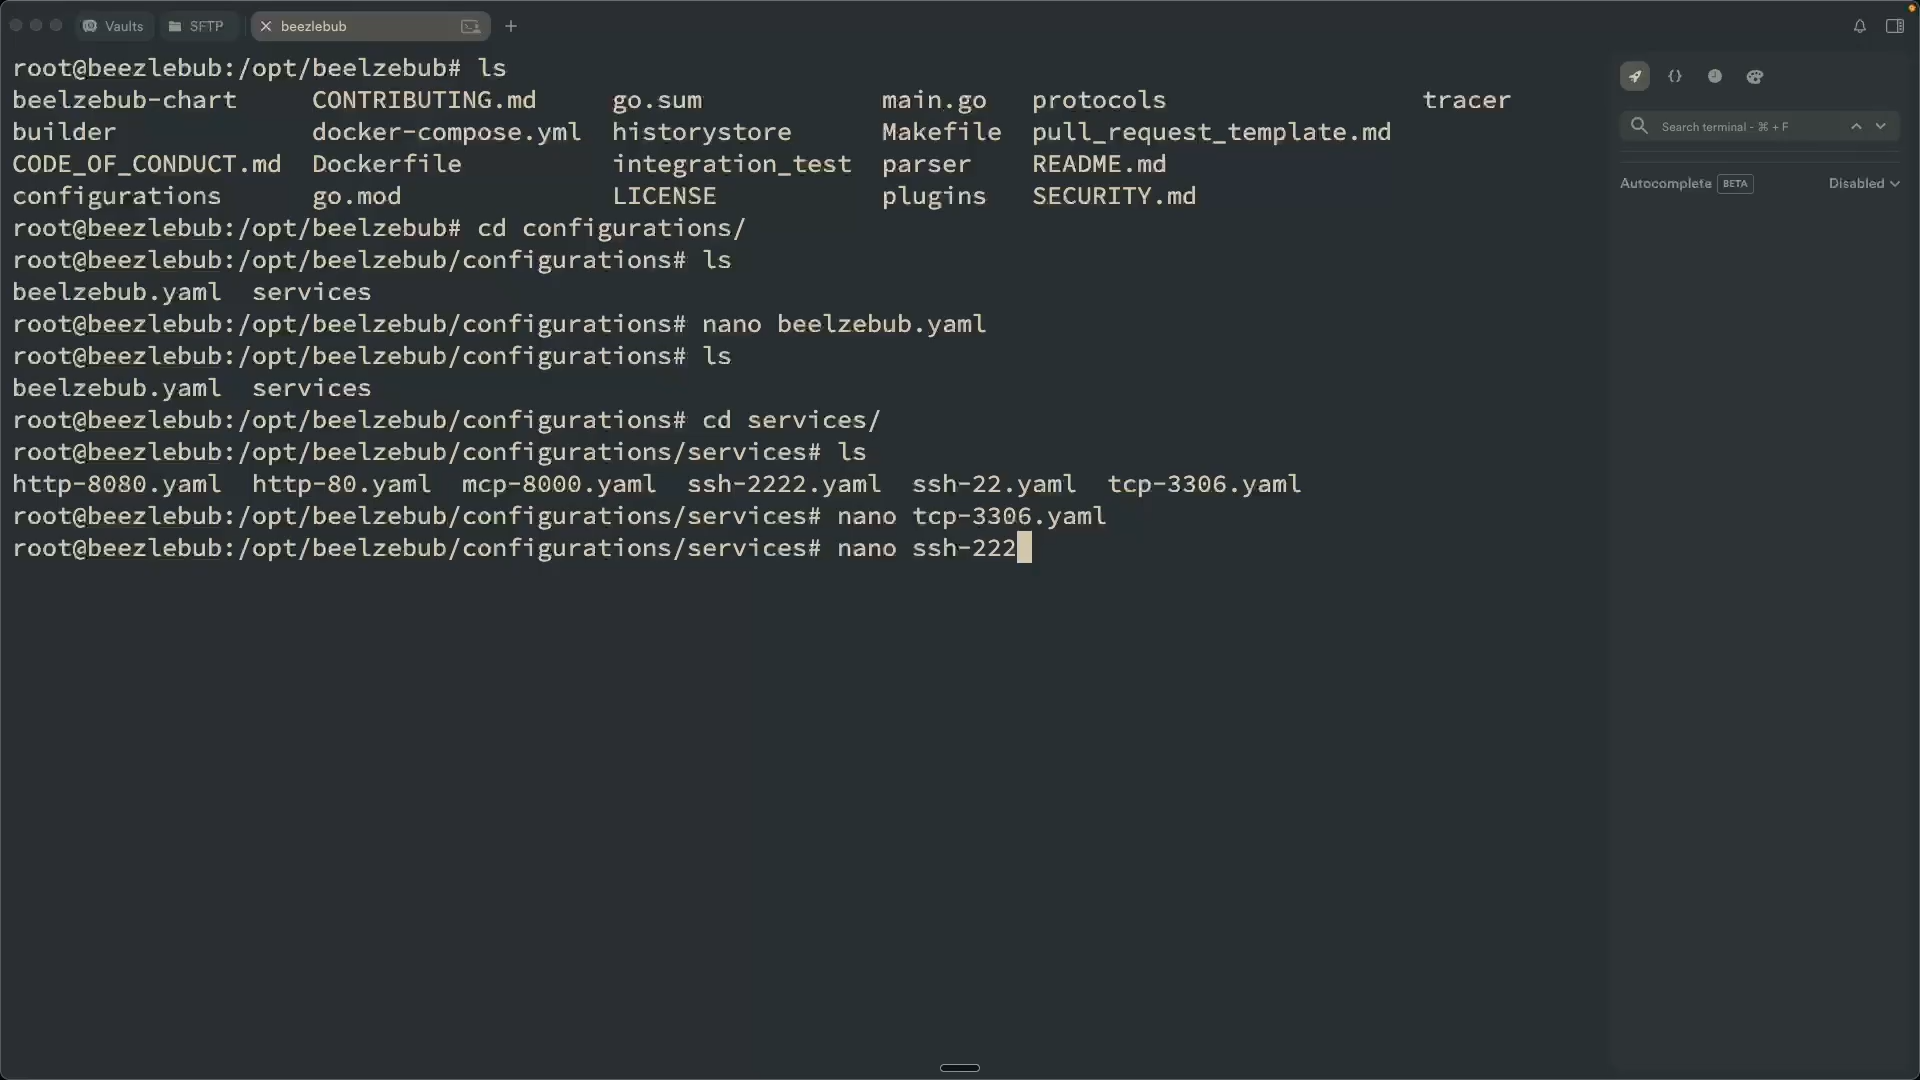 Vaults SFTP beezlebub
root@beezlebub:/opt/beelzebub# ls
beelzebub-chart CONTRIBUTING.md go.sum main.go protocols tracer
builder docker-compose.yml historystore Makefile pull_request_template.md
CODE_OF_CONDUCT.md Dockerfile integration_test parser README.md
configurations go.mod LICENSE plugins SECURITY.md
root@beezlebub:/opt/beelzebub# cd configurations/
root@beezlebub:/opt/beelzebub/configurations# ls
beelzebub.yaml services
root@beezlebub:/opt/beelzebub/configurations# nano beelzebub.yaml
root@beezlebub:/opt/beelzebub/configurations# ls
beelzebub.yaml services
root@beezlebub:/opt/beelzebub/configurations# cd services/
root@beezlebub:/opt/beelzebub/configurations/services# ls
http-8080.yaml http-80.yaml mcp-8000.yaml ssh-2222.yaml ssh-22.yaml tcp-3306.yaml
root@beezlebub:/opt/beelzebub/configurations/services# nano tcp-3306.yaml
root@beezlebub:/opt/beelzebub/configurations/services# nano ssh-222
{}
Search terminal - ⌘ + F
Autocomplete BETA Disabled